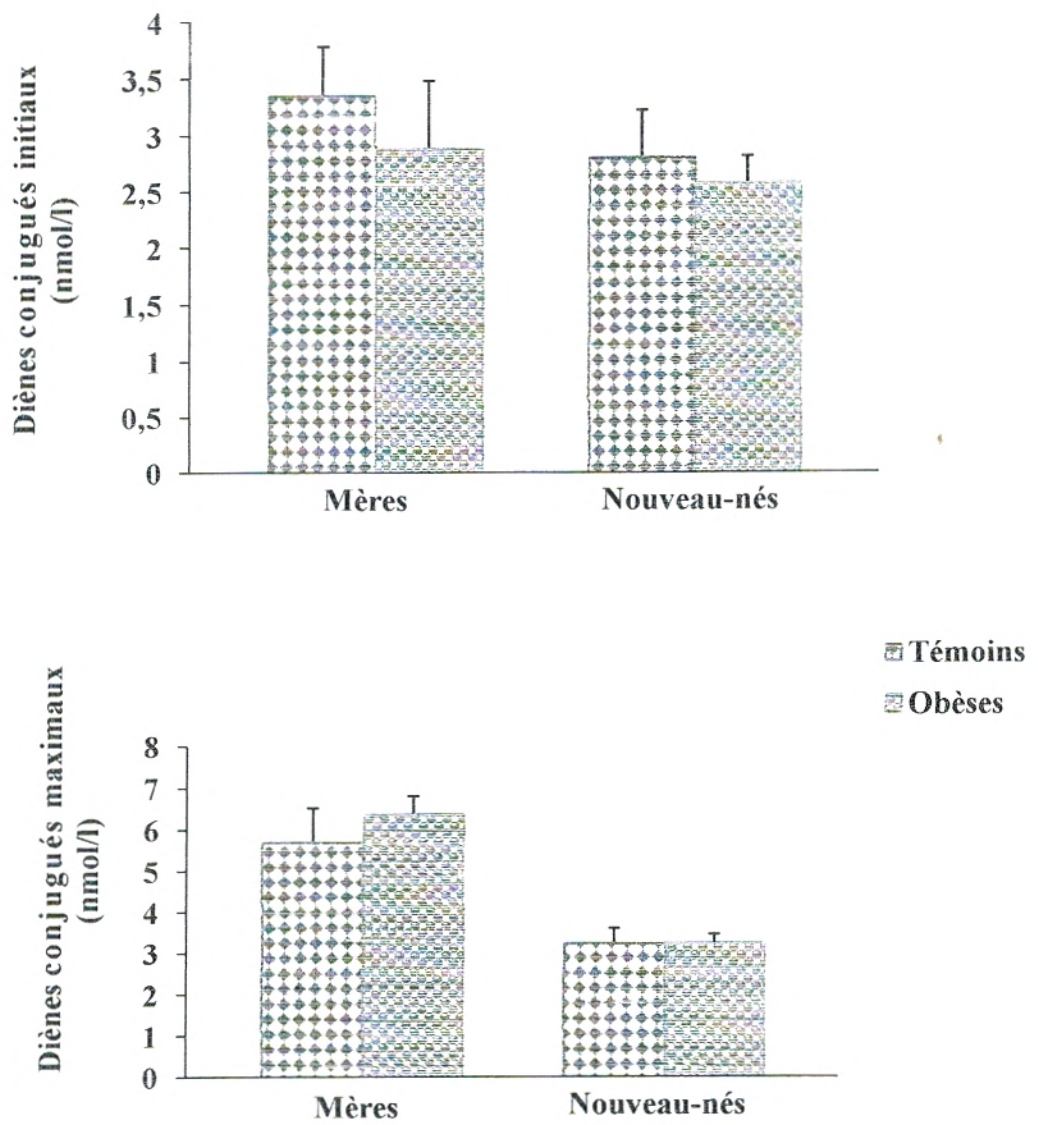 Diènes conjugués initiaux
(nmol/l)
4
3,5
3
2,5
2
1,5
1
0,5
0
Mères Nouveau-nés
Témoins
Obèses
Diènes conjugués maximaux
(nmol/l)
8
7
6
5
4
3
2
1
0
Mères Nouveau-nés